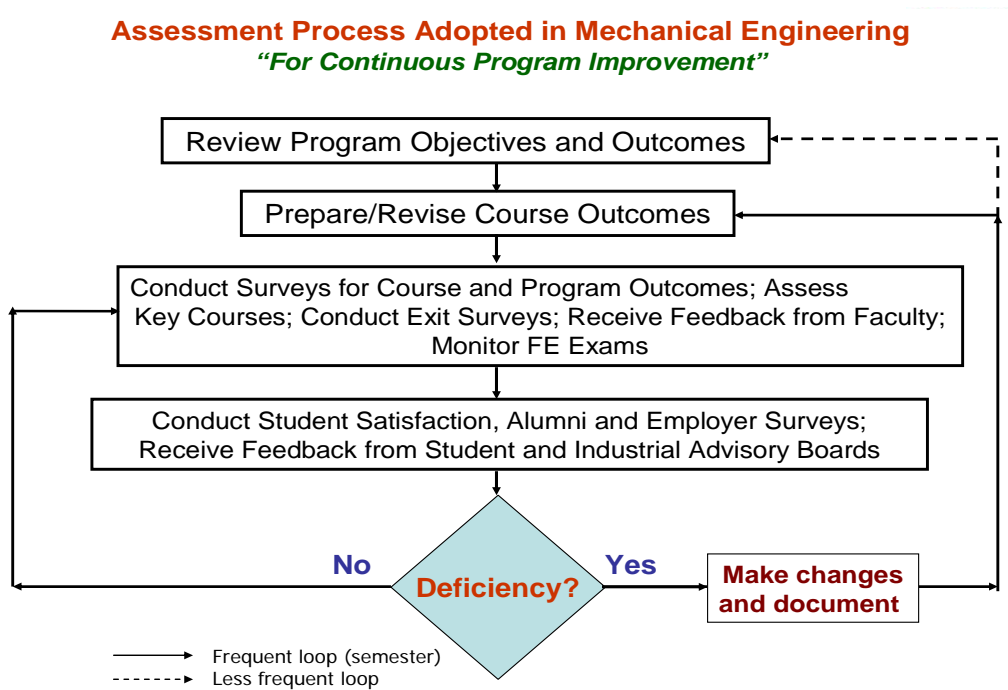 Assessment Process Adopted in Mechanical Engineering
“For Continuous Program Improvement”
Review Program Objectives and Outcomes
Prepare/Revise Course Outcomes
Conduct Surveys for Course and Program Outcomes; Assess
Key Courses; Conduct Exit Surveys; Receive Feedback from Faculty;
Monitor FE Exams
Conduct Student Satisfaction, Alumni and Employer Surveys;
Receive Feedback from Student and Industrial Advisory Boards
No
Deficiency?
Yes
Make changes
and document
Frequent loop (semester)
Less frequent loop